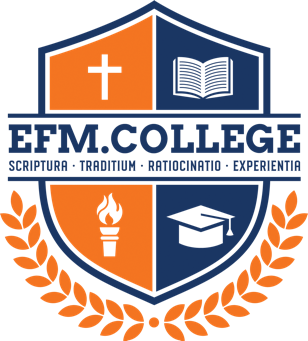 EFM.COLLEGE
SCRIPTURA · TRADITIUM · RATIOCINATIO · EXPERIENTIA